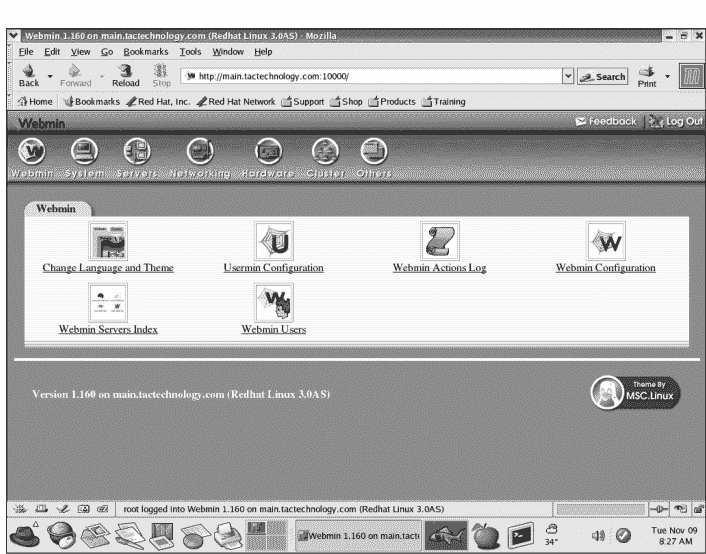 Webmin 1.160 on main.tactechnology.com (Redhat Linux 3.0AS) - Mozilla
File Edit View Go Bookmarks Tools Window Help
Back Forward Reload Stop http://main.tactechnology.com:10000/ Search Print
Home Bookmarks Red Hat, Inc. Red Hat Network Support Shop Products Training
Webmin Feedback Log Out
Webmin System Servers Networking Hardware Cluster Others
Webmin
Change Language and Theme Usermin Configuration Webmin Actions Log Webmin Configuration
Webmin Servers Index Webmin Users
Version 1.160 on main.tactechnology.com (Redhat Linux 3.0AS)
Theme By
MSC.Linux
root logged into Webmin 1.160 on main.tactechnology.com (Redhat Linux 3.0AS)
Webmin 1.160 on main.tact
34°
Tue Nov 09
8:27 AM